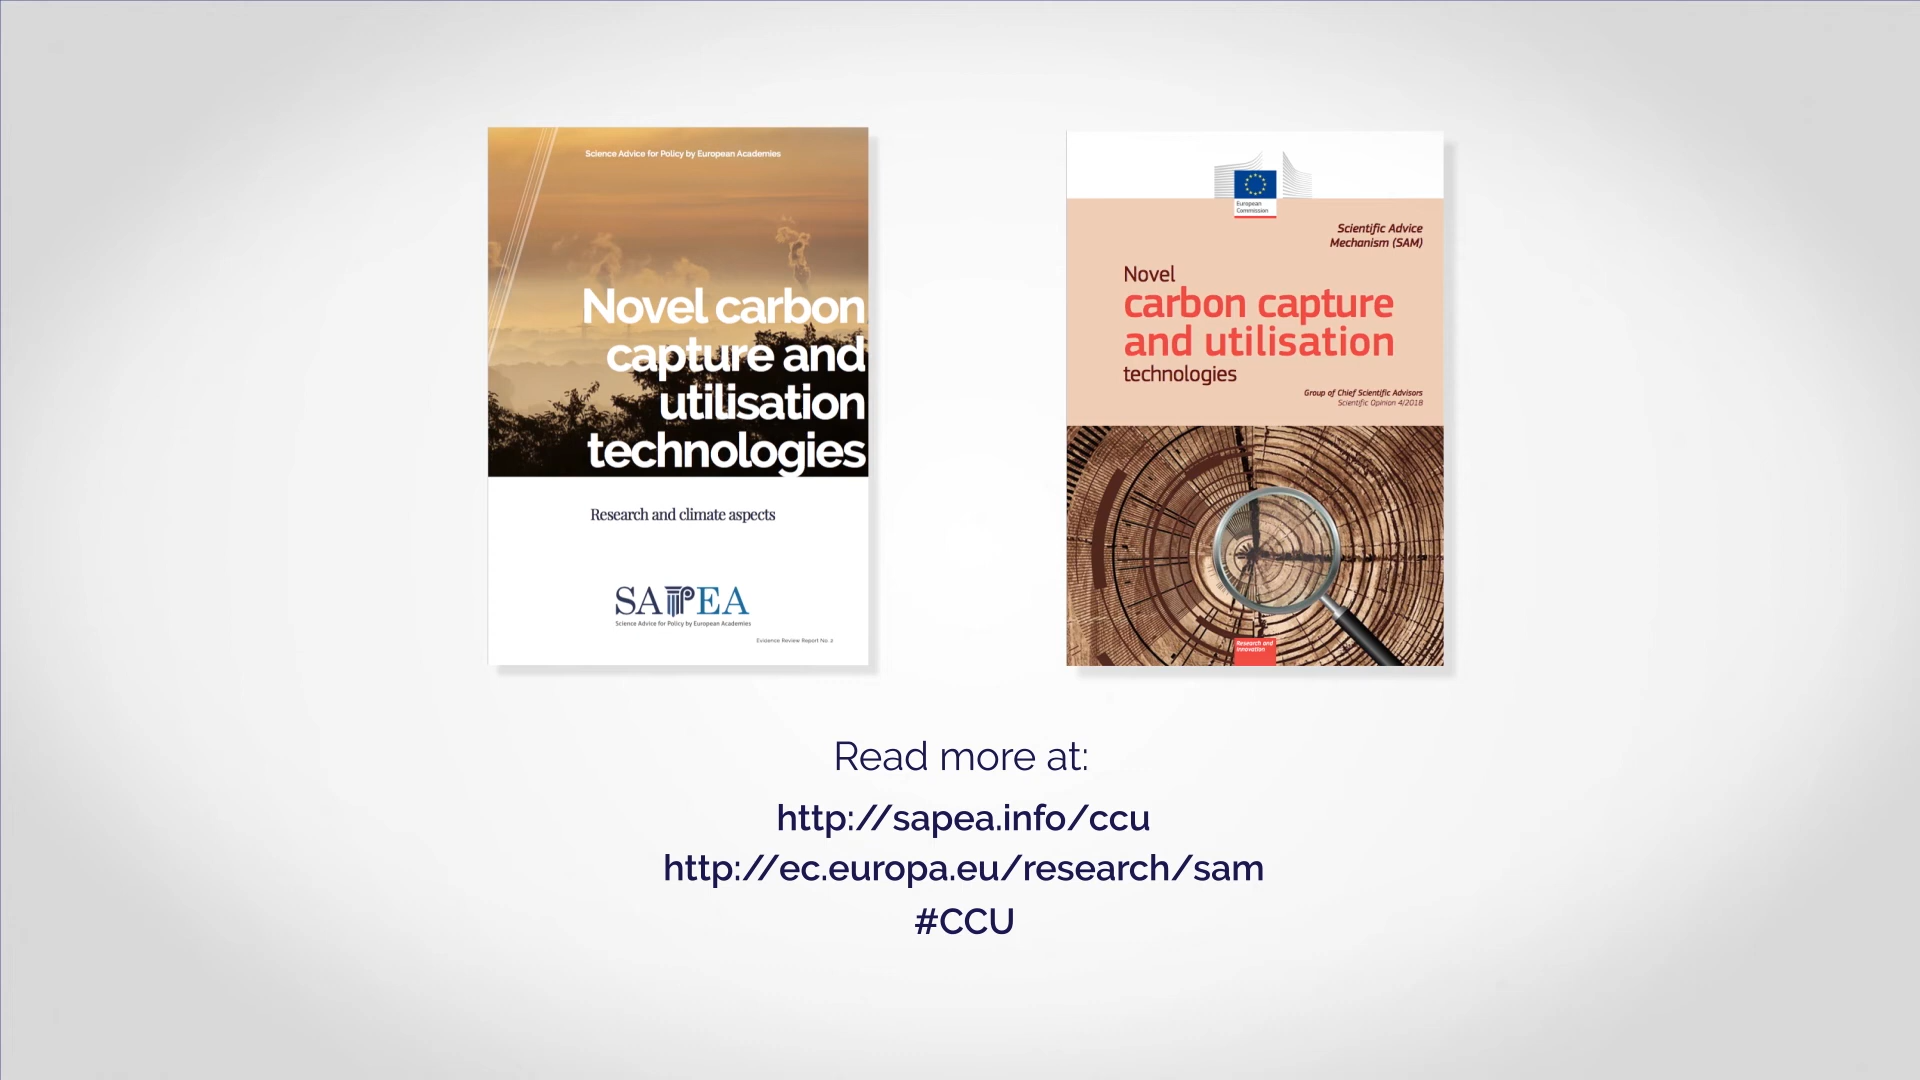 Science Advice for Policy by European Academies
Novel carbon
capture and
utilisation
technologies
Research and climate aspects
SAPEA
Science Advice for Policy by European Academies
Evidence Review Report No. 2
European
Commission
Scientific Advice
Mechanism (SAM)
Novel
carbon capture
and utilisation
technologies
Group of Chief Scientific Advisors
Scientific Opinion 4/2018
Research and
Innovation
Read more at:
http://sapea.info/ccu
http://ec.europa.eu/research/sam
#CCU